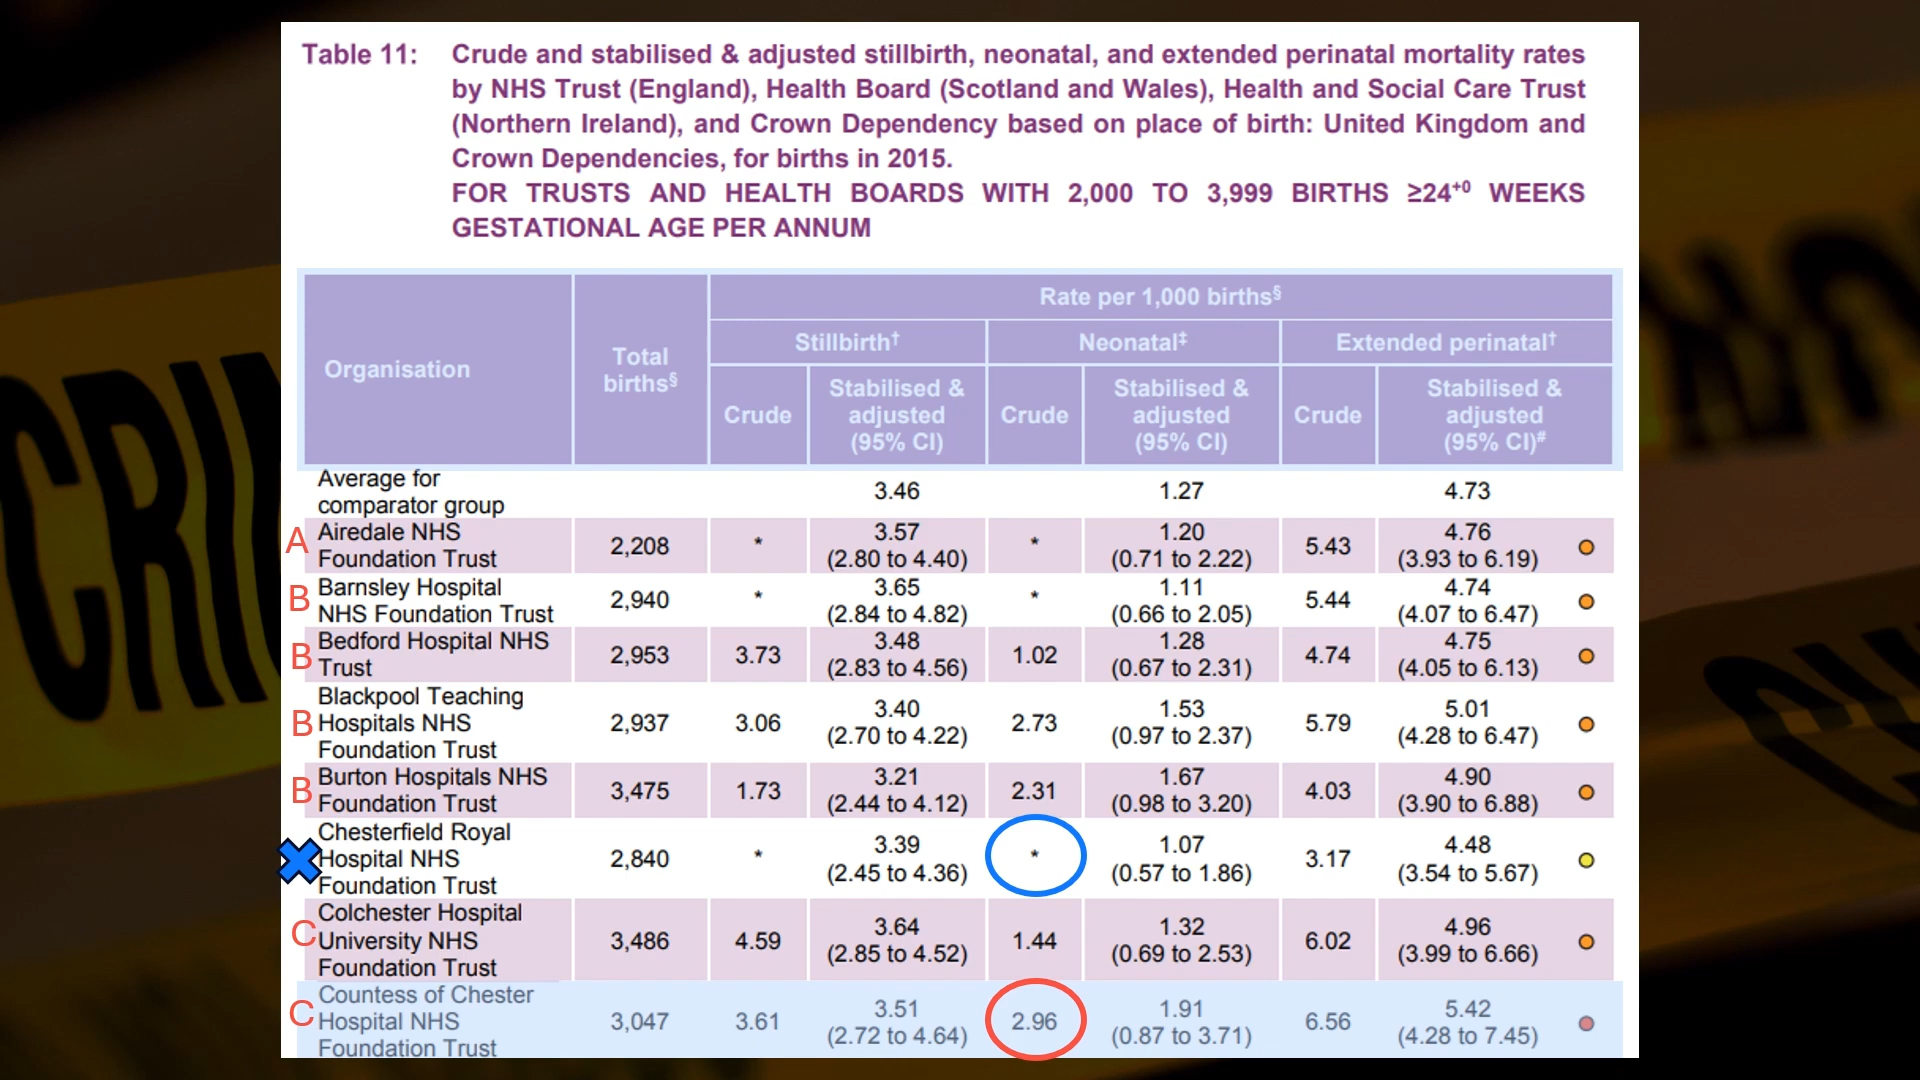 Table 11: Crude and stabilised & adjusted stillbirth, neonatal, and extended perinatal mortality rates
by NHS Trust (England), Health Board (Scotland and Wales), Health and Social Care Trust
(Northern Ireland), and Crown Dependency based on place of birth: United Kingdom and
Crown Dependencies, for births in 2015.
FOR TRUSTS AND HEALTH BOARDS WITH 2,000 TO 3,999 BIRTHS ≥24+0 WEEKS
GESTATIONAL AGE PER ANNUM
Organisation
Total
births§
Rate per 1,000 births§
Stillbirth†
Neonatal‡
Extended perinatal†
Crude
Stabilised &
adjusted
(95% CI)
Crude
Stabilised &
adjusted
(95% CI)
Crude
Stabilised &
adjusted
(95% CI)#
Average for
comparator group
3.46
1.27
4.73
A
Airedale NHS
Foundation Trust
2,208
*
3.57
(2.80 to 4.40)
*
1.20
(0.71 to 2.22)
5.43
4.76
(3.93 to 6.19)
B
Barnsley Hospital
NHS Foundation Trust
2,940
*
3.65
(2.84 to 4.82)
*
1.11
(0.66 to 2.05)
5.44
4.74
(4.07 to 6.47)
B
Bedford Hospital NHS
Trust
2,953
3.73
3.48
(2.83 to 4.56)
1.02
1.28
(0.67 to 2.31)
4.74
4.75
(4.05 to 6.13)
B
Blackpool Teaching
Hospitals NHS
Foundation Trust
2,937
3.06
3.40
(2.70 to 4.22)
2.73
1.53
(0.97 to 2.37)
5.79
5.01
(4.28 to 6.47)
B
Burton Hospitals NHS
Foundation Trust
3,475
1.73
3.21
(2.44 to 4.12)
2.31
1.67
(0.98 to 3.20)
4.03
4.90
(3.90 to 6.88)
Chesterfield Royal
Hospital NHS
Foundation Trust
2,840
*
3.39
(2.45 to 4.36)
*
1.07
(0.57 to 1.86)
3.17
4.48
(3.54 to 5.67)
C
Colchester Hospital
University NHS
Foundation Trust
3,486
4.59
3.64
(2.85 to 4.52)
1.44
1.32
(0.69 to 2.53)
6.02
4.96
(3.99 to 6.66)
C
Countess of Chester
Hospital NHS
Foundation Trust
3,047
3.61
3.51
(2.72 to 4.64)
2.96
1.91
(0.87 to 3.71)
6.56
5.42
(4.28 to 7.45)
CRI